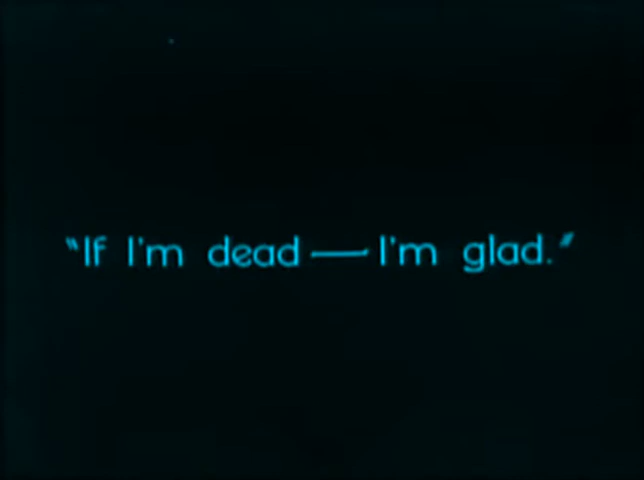 "If I'm dead — I'm glad."